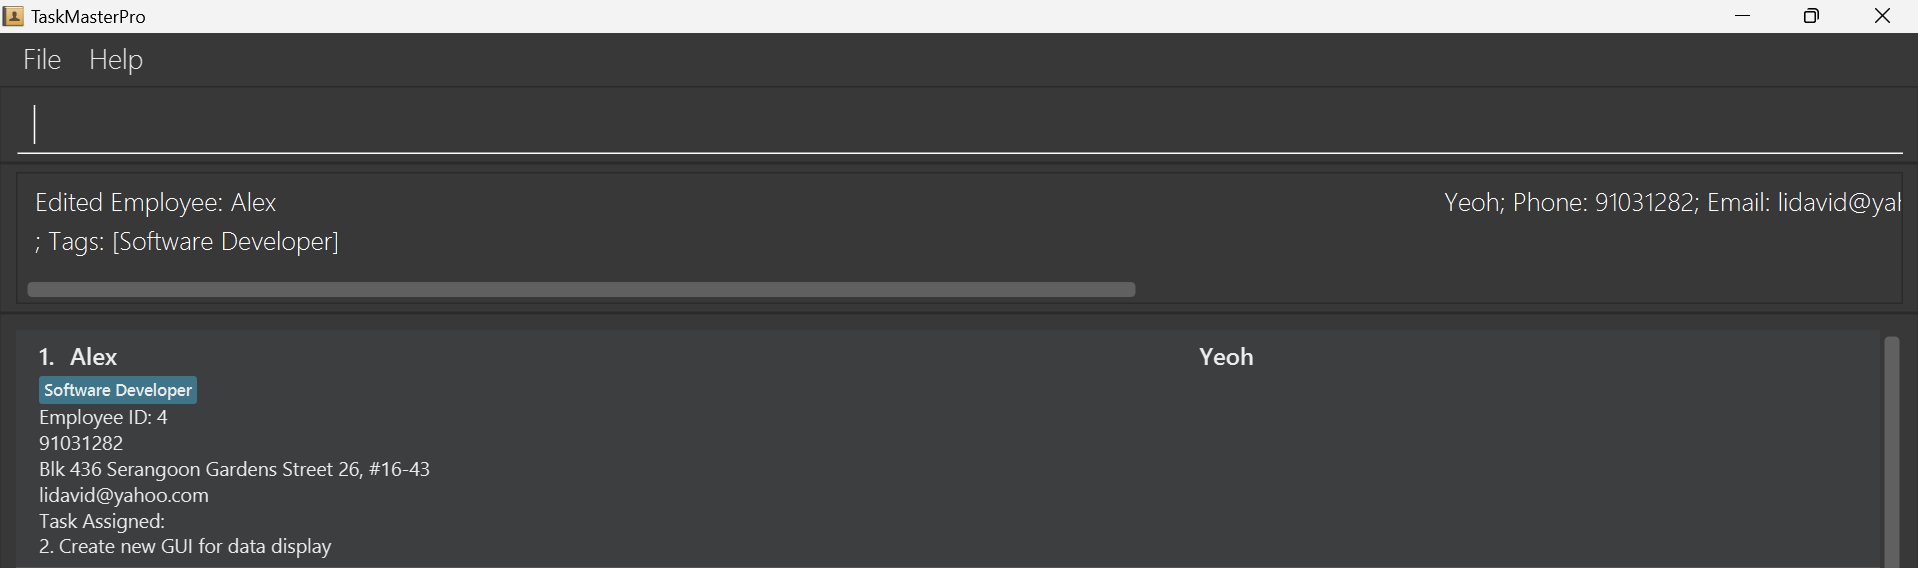 TaskMasterPro
File Help
Edited Employee: Alex Yeoh; Phone: 91031282; Email: lidavid@yal
; Tags: [Software Developer]
1. Alex Yeoh
Software Developer
Employee ID: 4
91031282
Blk 436 Serangoon Gardens Street 26, #16-43
lidavid@yahoo.com
Task Assigned:
2. Create new GUI for data display